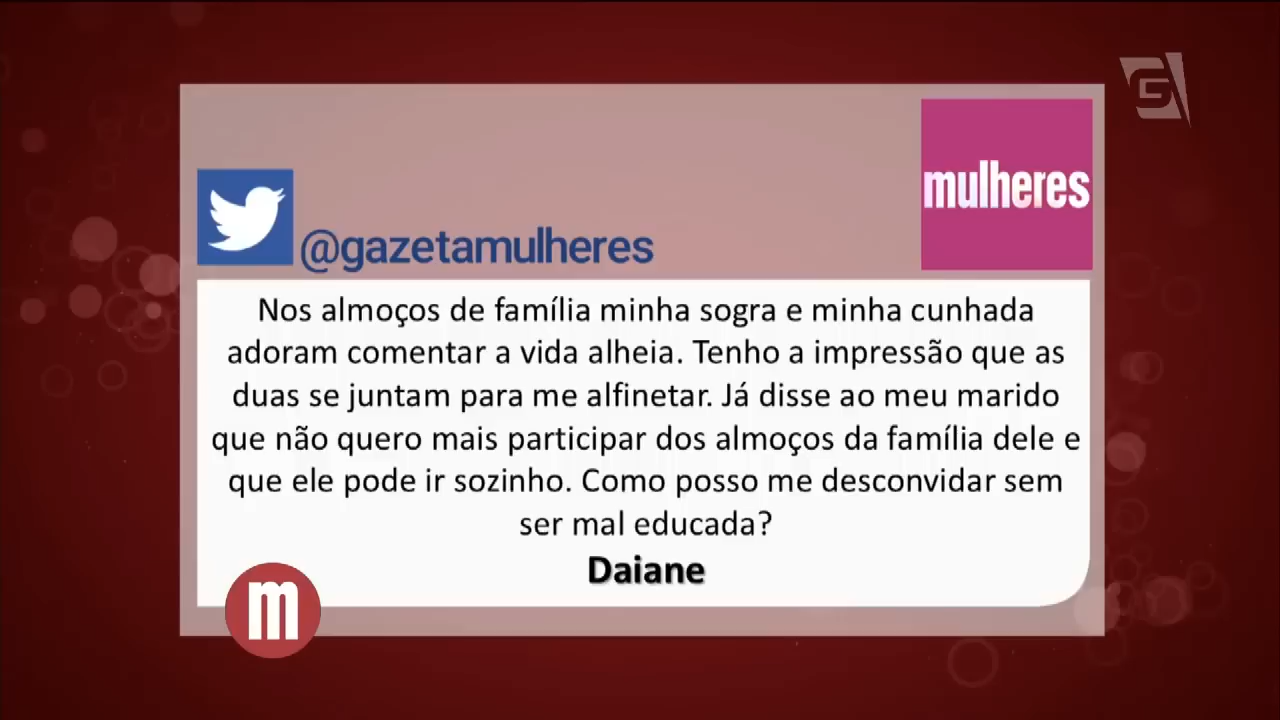 mulheres
@gazetamulheres
Nos almoços de família minha sogra e minha cunhada
adoram comentar a vida alheia. Tenho a impressão que as
duas se juntam para me alfinetar. Já disse ao meu marido
que não quero mais participar dos almoços da família dele e
que ele pode ir sozinho. Como posso me desconvidar sem
ser mal educada?
Daiane
m
G